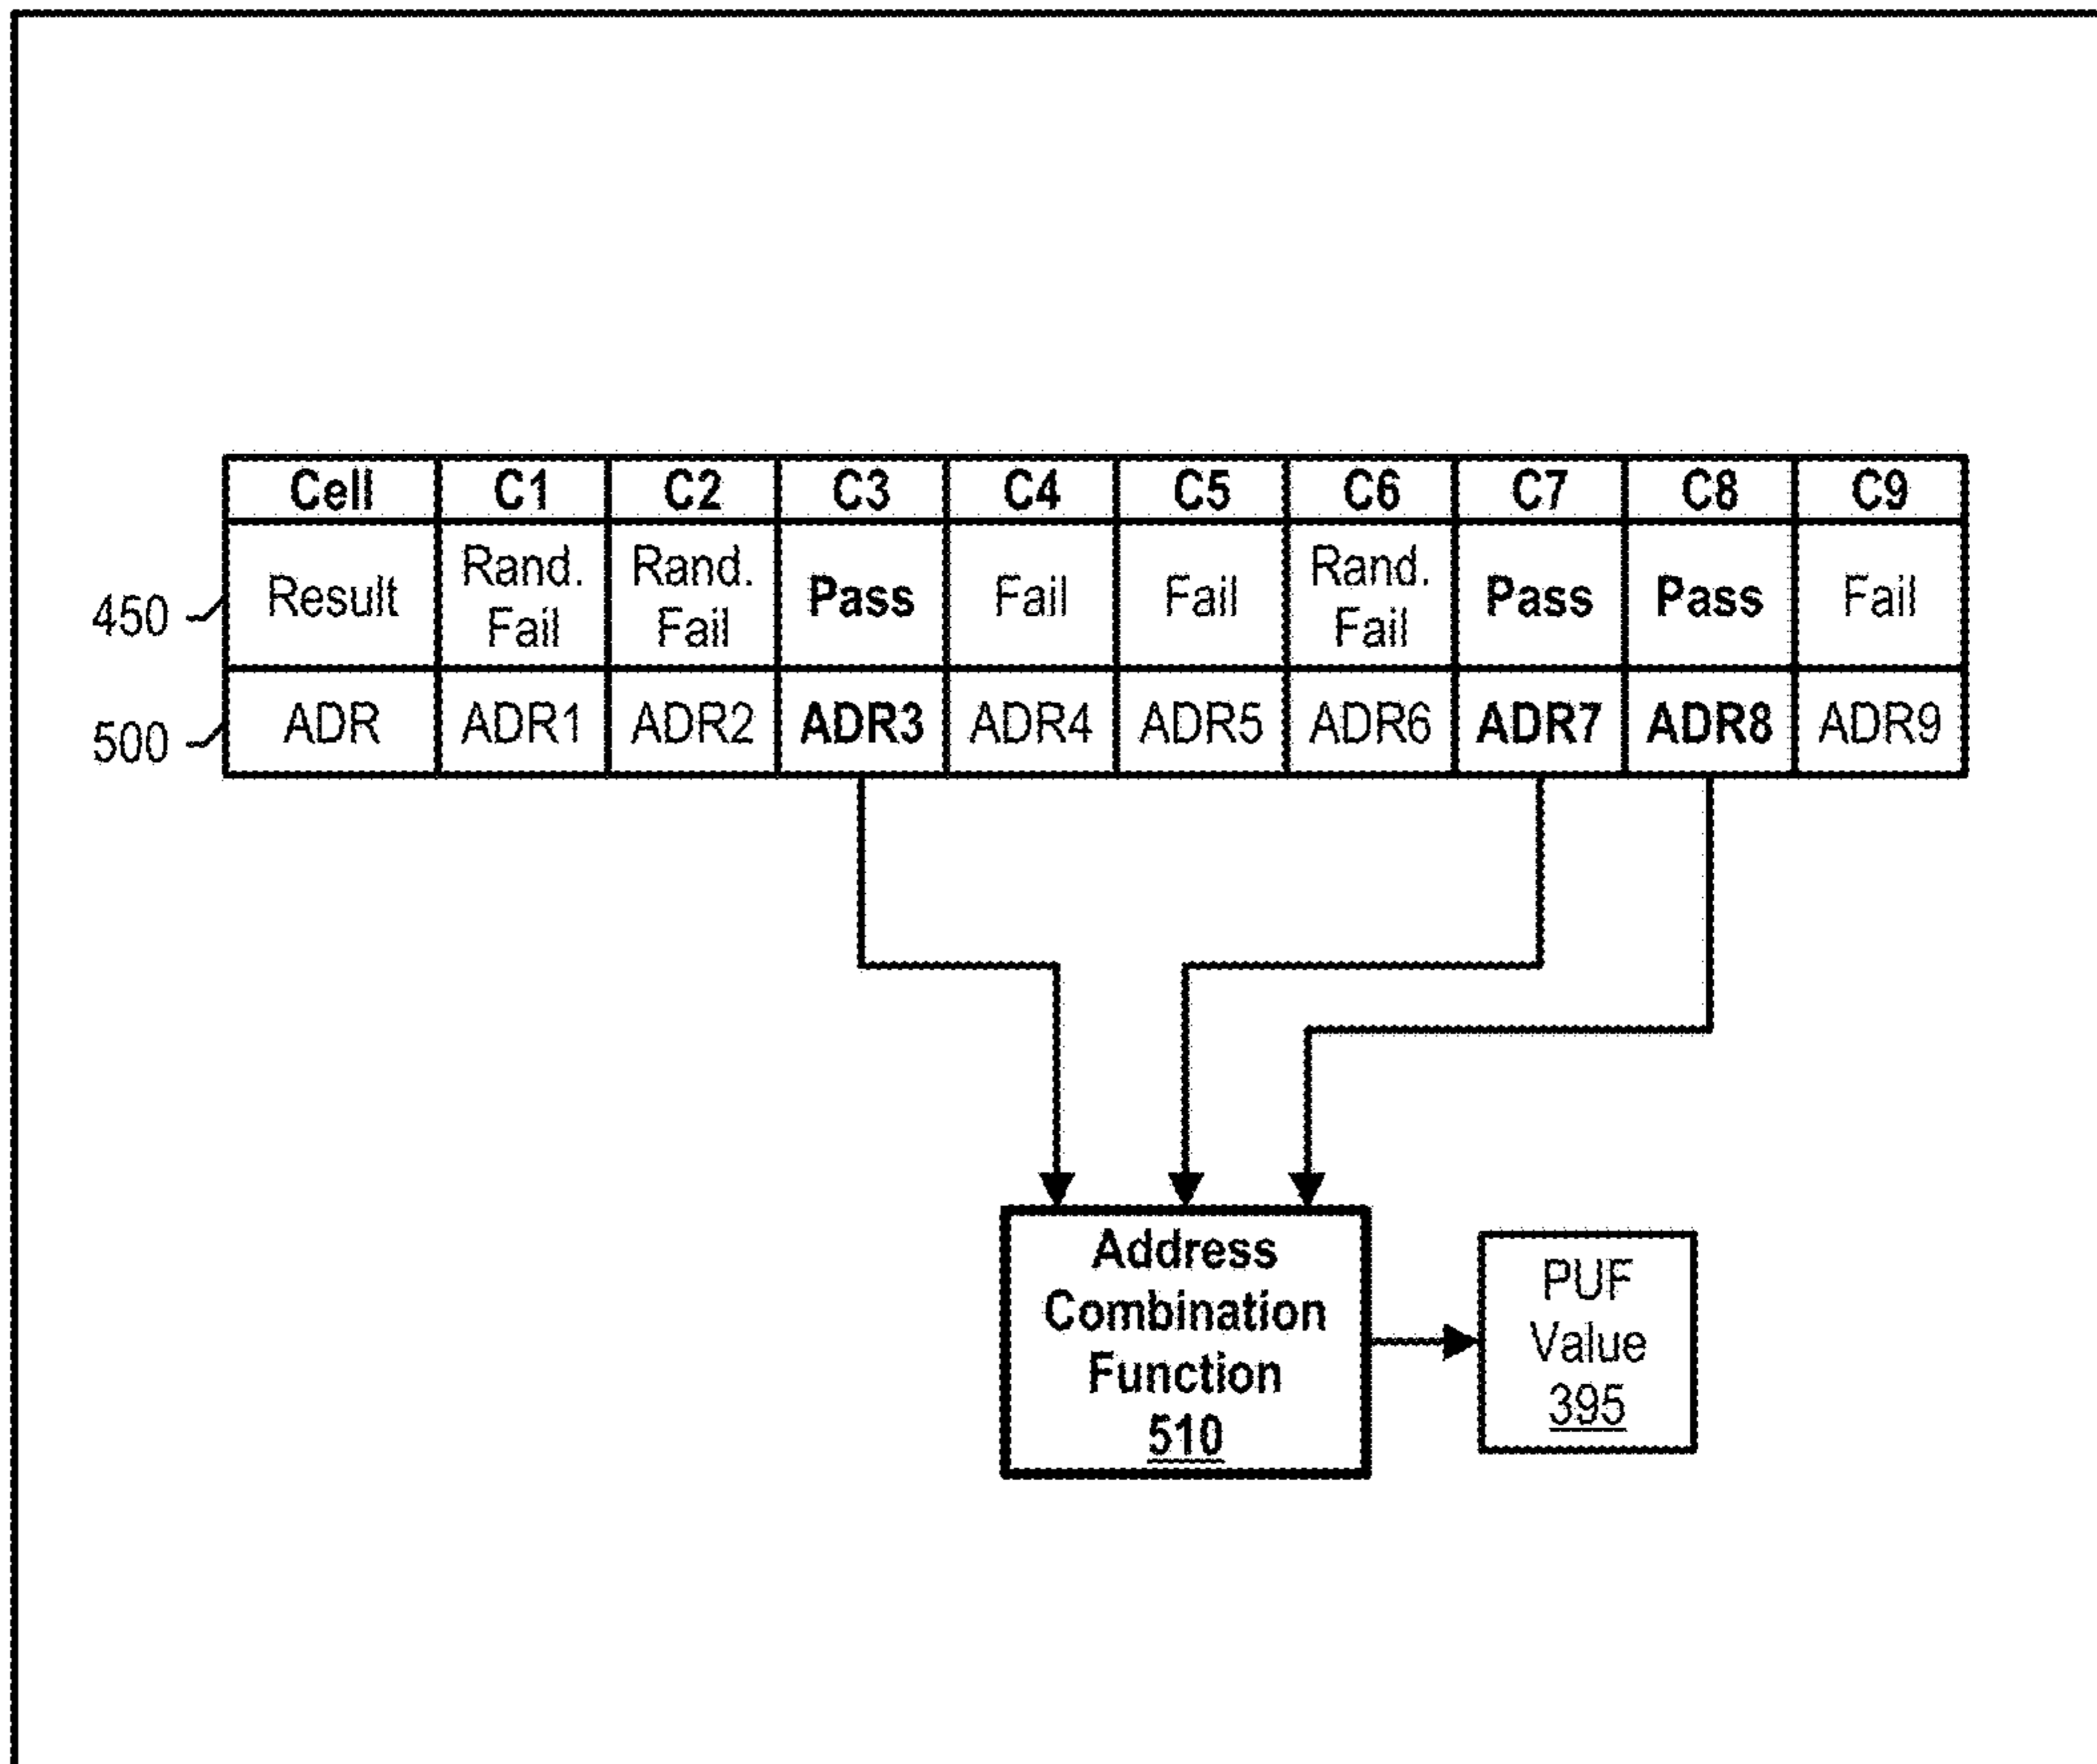 Cell C1 C2 C3 C4 C5 C6 C7 C8 C9
450 Result Rand. Fail Rand. Fail Pass Fail Fail Rand. Fail Pass Pass Fail
500 ADR ADR1 ADR2 ADR3 ADR4 ADR5 ADR6 ADR7 ADR8 ADR9
Address
Combination
Function
510
PUF
Value
395